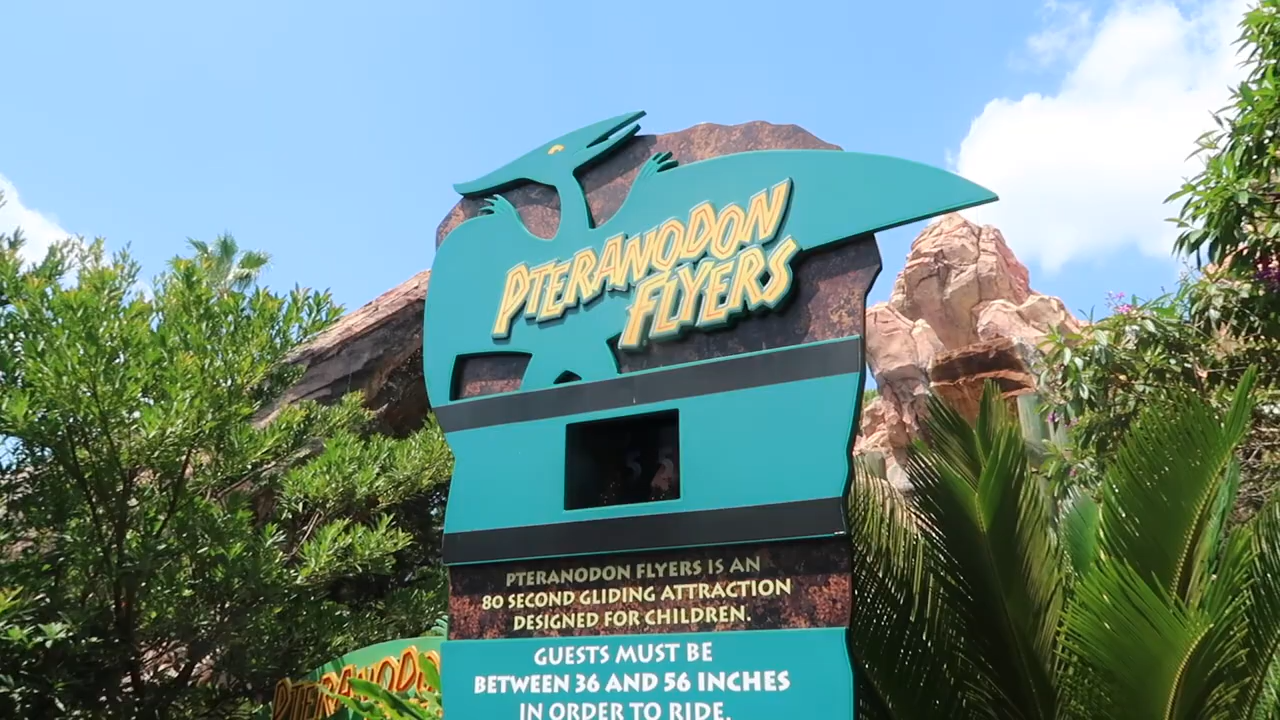 PTERANODON
FLYERS
PTERANODON FLYERS IS AN
80 SECOND GLIDING ATTRACTION
DESIGNED FOR CHILDREN.
GUESTS MUST BE
BETWEEN 36 AND 56 INCHES
IN ORDER TO RIDE.
PTERANODO